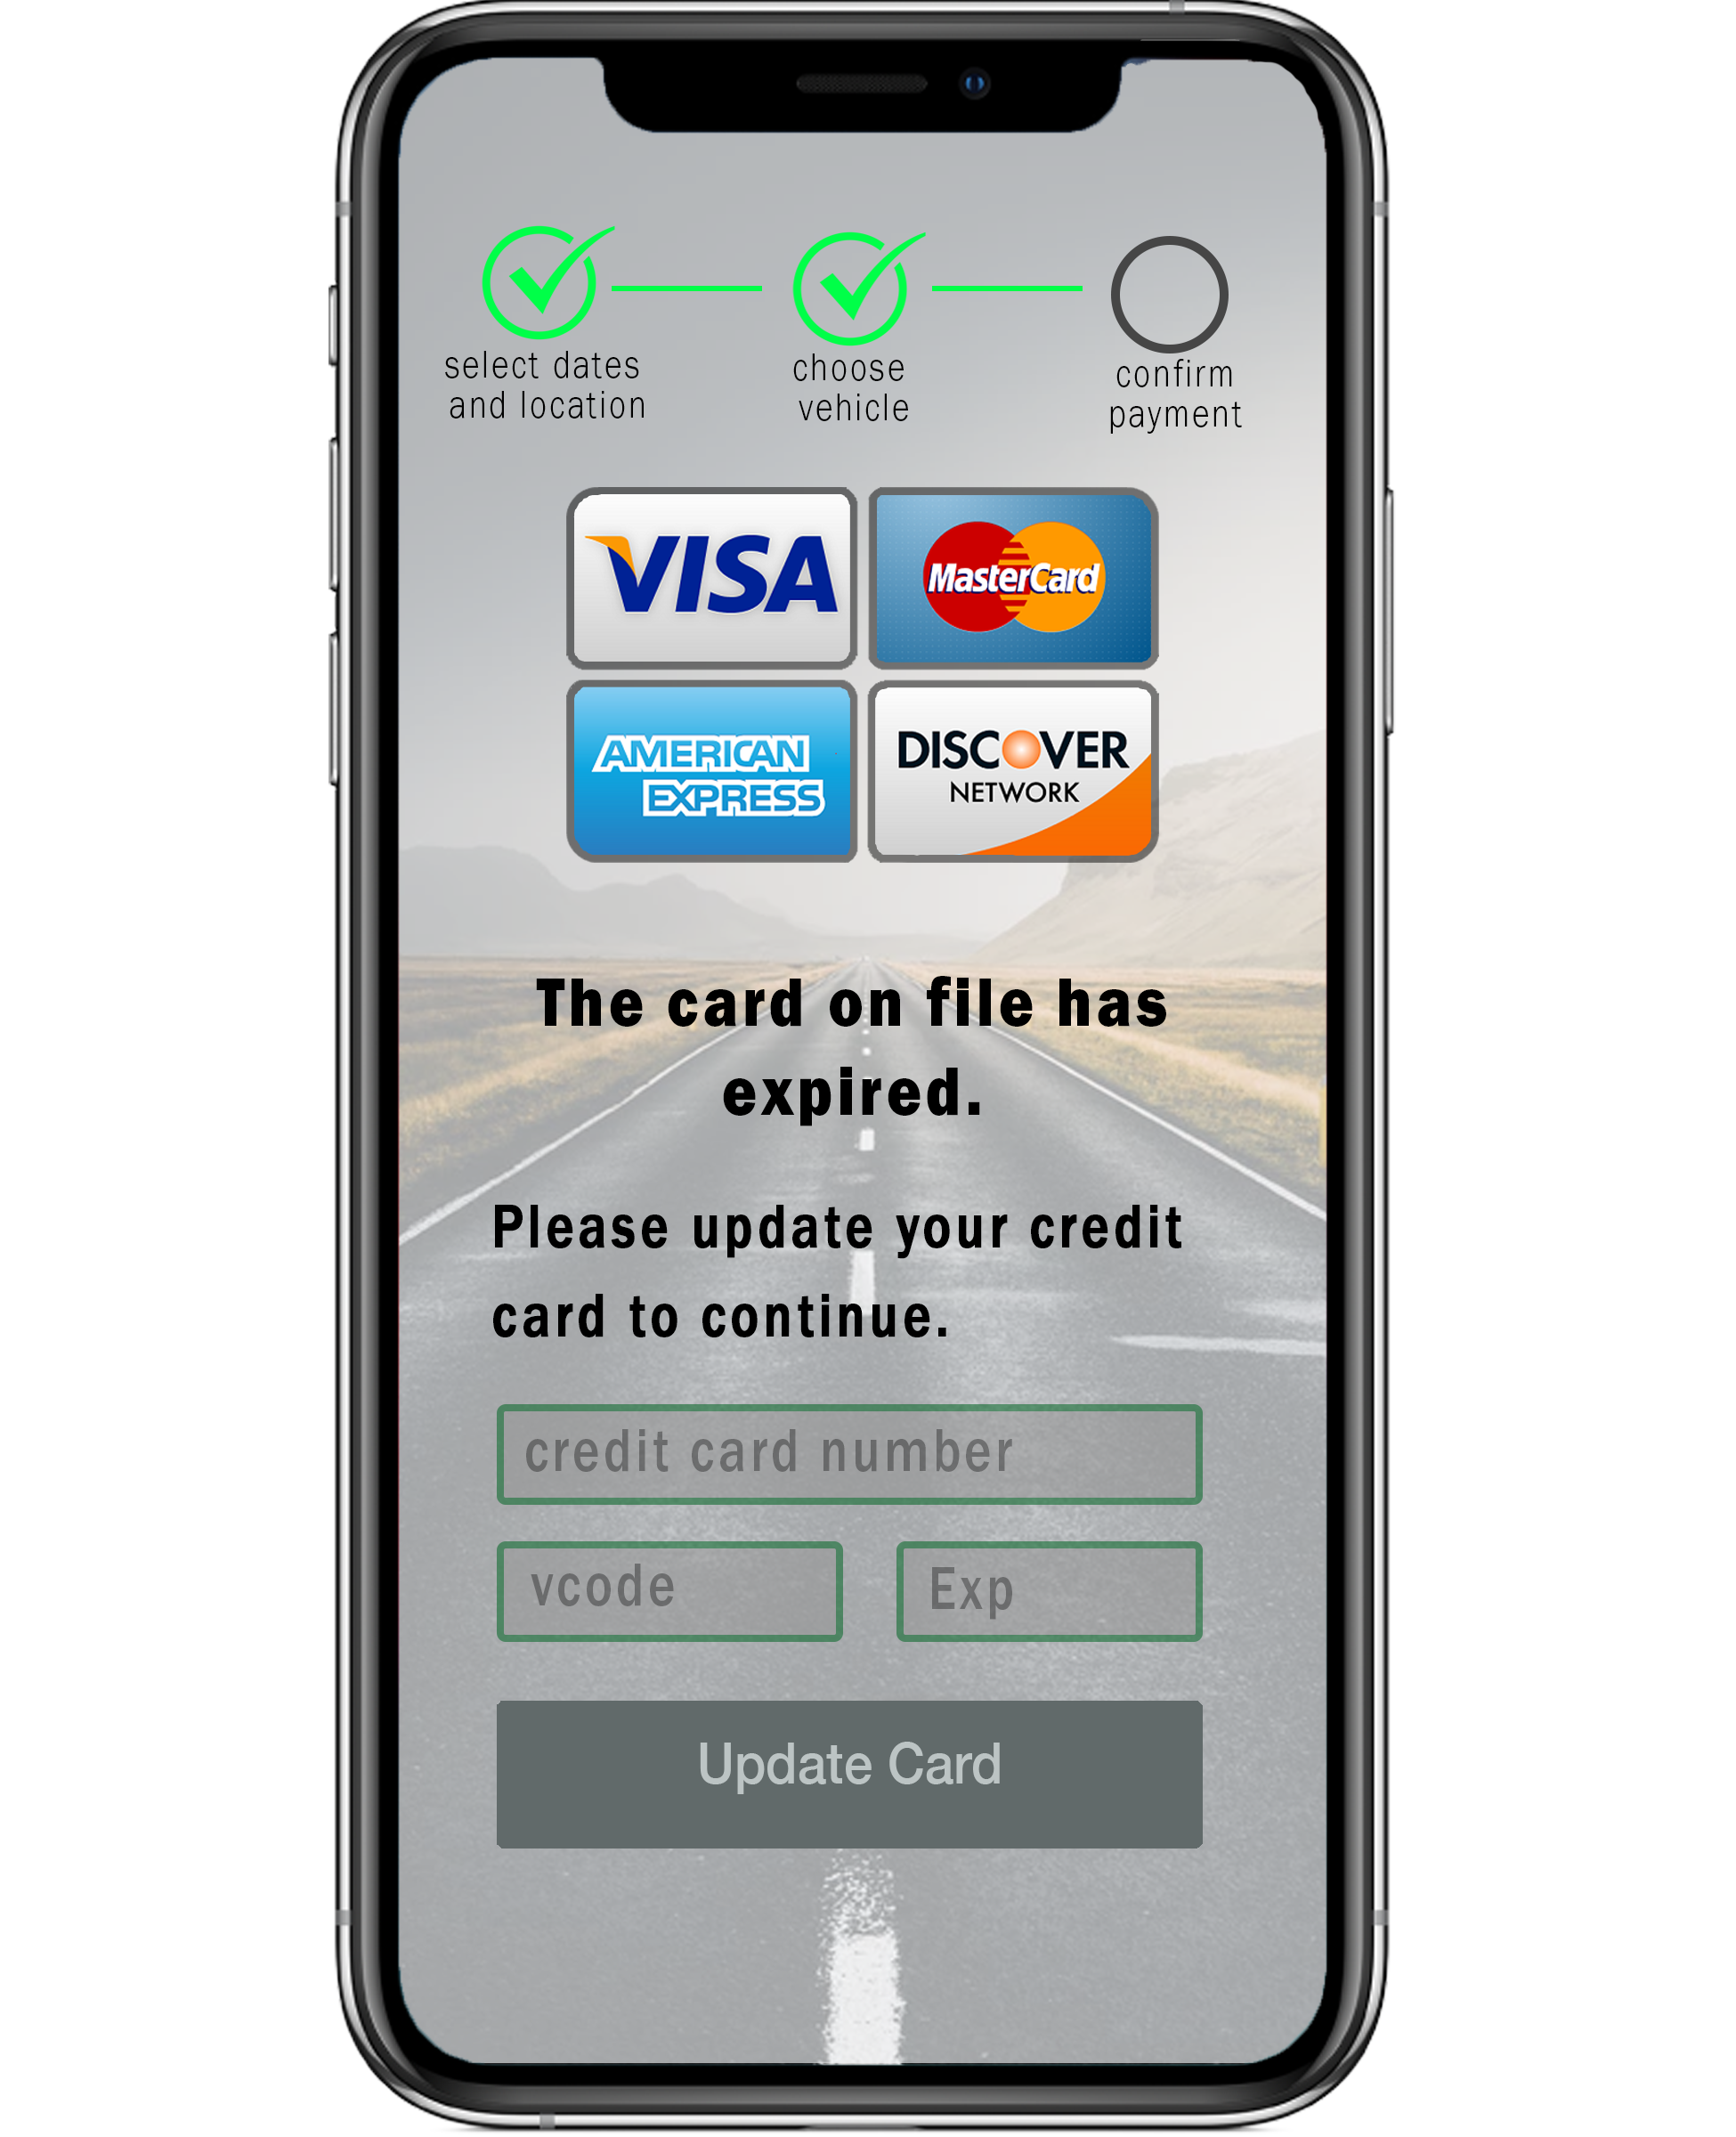 select dates
and location
choose
vehicle
confirm
payment
VISA
MasterCard
AMERICAN
EXPRESS
DISCOVER
NETWORK
The card on file has
expired.
Please update your credit
card to continue.
credit card number
vcode
Exp
Update Card